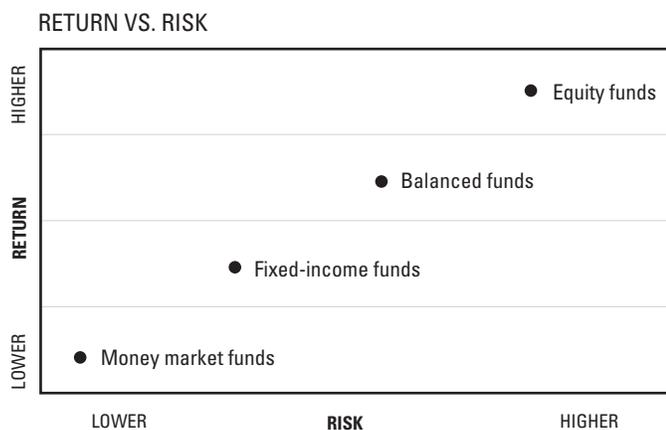 RETURN VS. RISK
HIGHER
Equity funds
Balanced funds
RETURN
Fixed-income funds
LOWER
Money market funds
LOWER
RISK
HIGHER